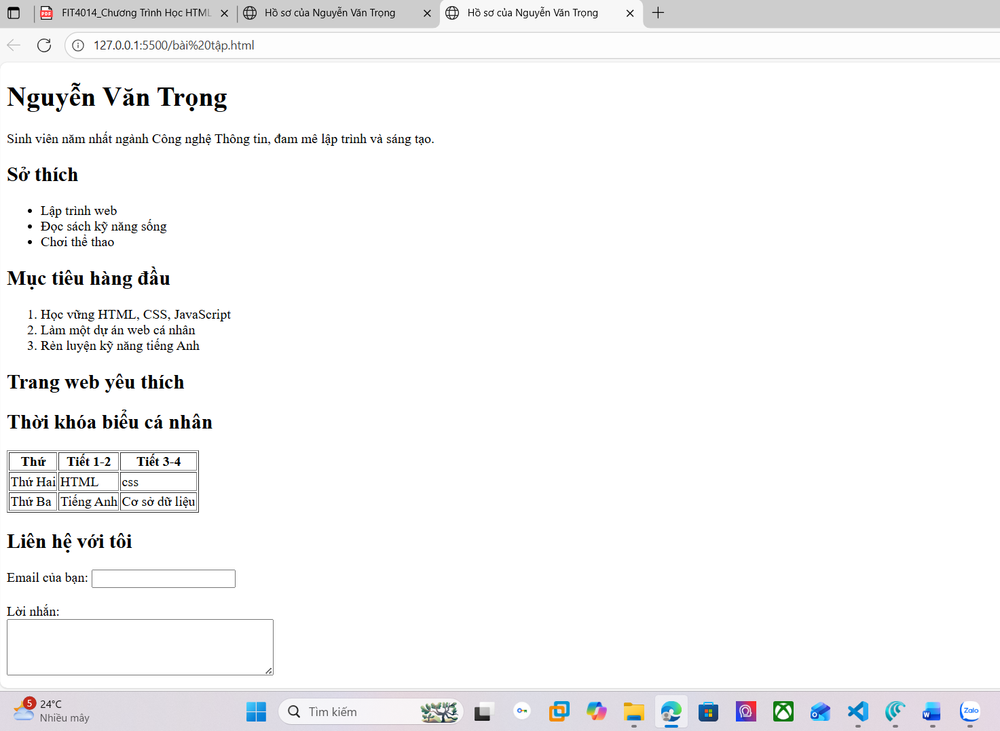 FIT4014_Chương Trình Học HTML
Hồ sơ của Nguyễn Văn Trọng
Hồ sơ của Nguyễn Văn Trọng
127.0.0.1:5500/bài%20tập.html
Nguyễn Văn Trọng
Sinh viên năm nhất ngành Công nghệ Thông tin, đam mê lập trình và sáng tạo.
Sở thích
• Lập trình web
• Đọc sách kỹ năng sống
• Chơi thể thao
Mục tiêu hàng đầu
1. Học vững HTML, CSS, JavaScript
2. Làm một dự án web cá nhân
3. Rèn luyện kỹ năng tiếng Anh
Trang web yêu thích
Thời khóa biểu cá nhân
Thứ Tiết 1-2 Tiết 3-4
Thứ Hai HTML css
Thứ Ba Tiếng Anh Cơ sở dữ liệu
Liên hệ với tôi
Email của bạn:
Lời nhắn:
5
24°C
Nhiều mây
Tìm kiếm
Zalo